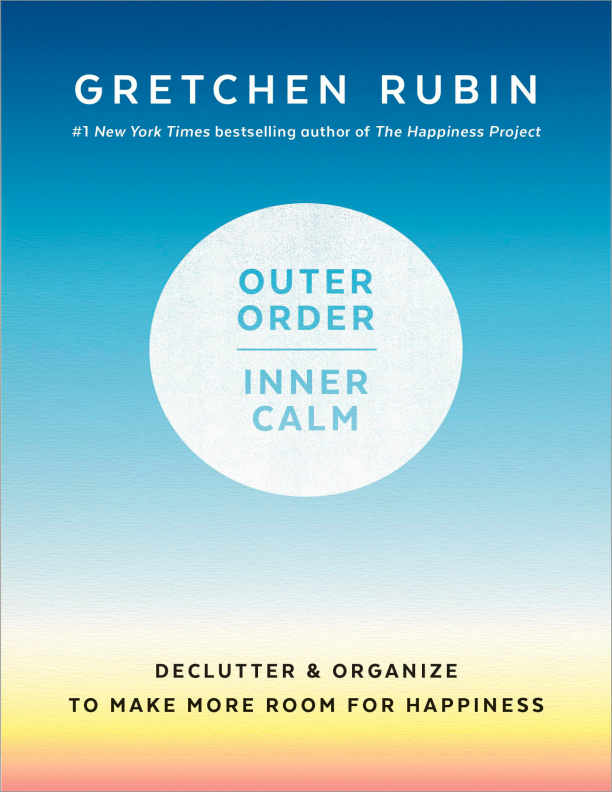 GRETCHEN RUBIN
#1 New York Times bestselling author of The Happiness Project
OUTER
ORDER
INNER
CALM
DECLUTTER & ORGANIZE
TO MAKE MORE ROOM FOR HAPPINESS